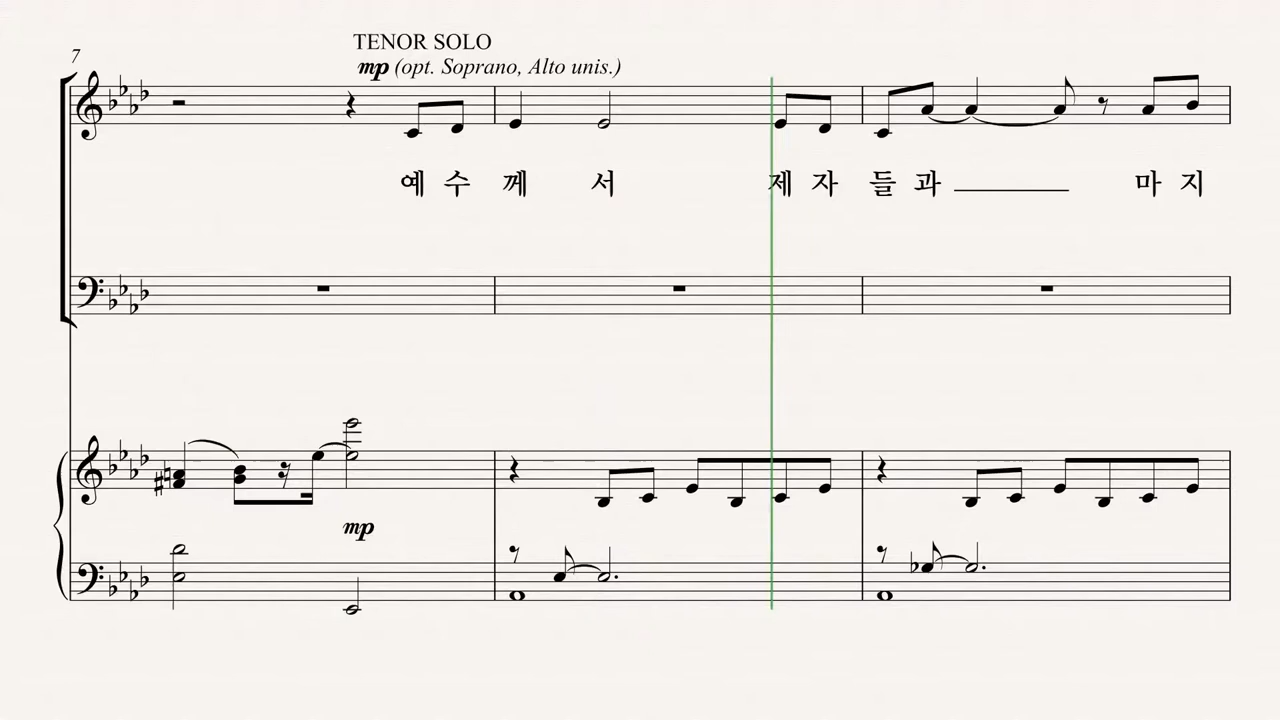 7
TENOR SOLO
mp (opt. Soprano, Alto unis.)
예 수 께 서 제 자 들 과 마 지
mp